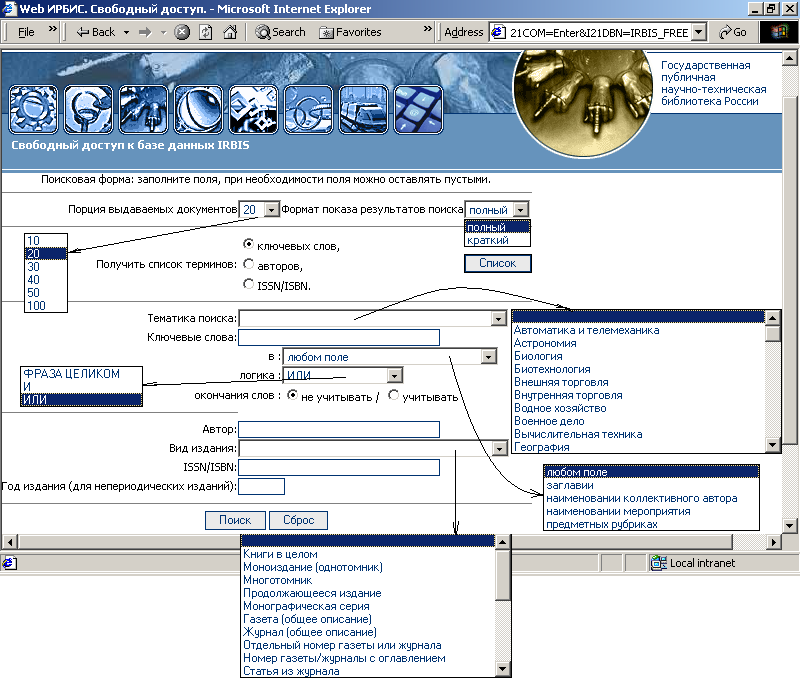 Web ИРБИС. Свободный доступ. - Microsoft Internet Explorer
File » Back Search Favorites » Address 21COM=Enter&I21DBN=IRBIS_FREE Go
Государственная
публичная
научно-техническая
библиотека России
Свободный доступ к базе данных IRBIS
Поисковая форма: заполните поля, при необходимости поля можно оставлять пустыми.
Порция выдаваемых документов 20 Формат показа результатов поиска полный
полный
краткий
10
20
30
40
50
100
Получить список терминов:
ключевых слов,
авторов,
ISSN/ISBN.
Список
Тематика поиска:
Ключевые слова:
в : любом поле
логика : ИЛИ
окончания слов : не учитывать / учитывать
ФРАЗА ЦЕЛИКОМ
И
ИЛИ
Автоматика и телемеханика
Астрономия
Биология
Биотехнология
Внешняя торговля
Внутренняя торговля
Водное хозяйство
Военное дело
Вычислительная техника
География
Автор:
Вид издания:
ISSN/ISBN:
Год издания (для непериодических изданий):
любом поле
заглавии
наименовании коллективного автора
наименовании мероприятия
предметных рубриках
Поиск Сброс
Local intranet
Книги в целом
Моноиздание (однотомник)
Многотомник
Продолжающееся издание
Монографическая серия
Газета (общее описание)
Журнал (общее описание)
Отдельный номер газеты или журнала
Номер газеты/журнала с оглавлением
Статья из журнала